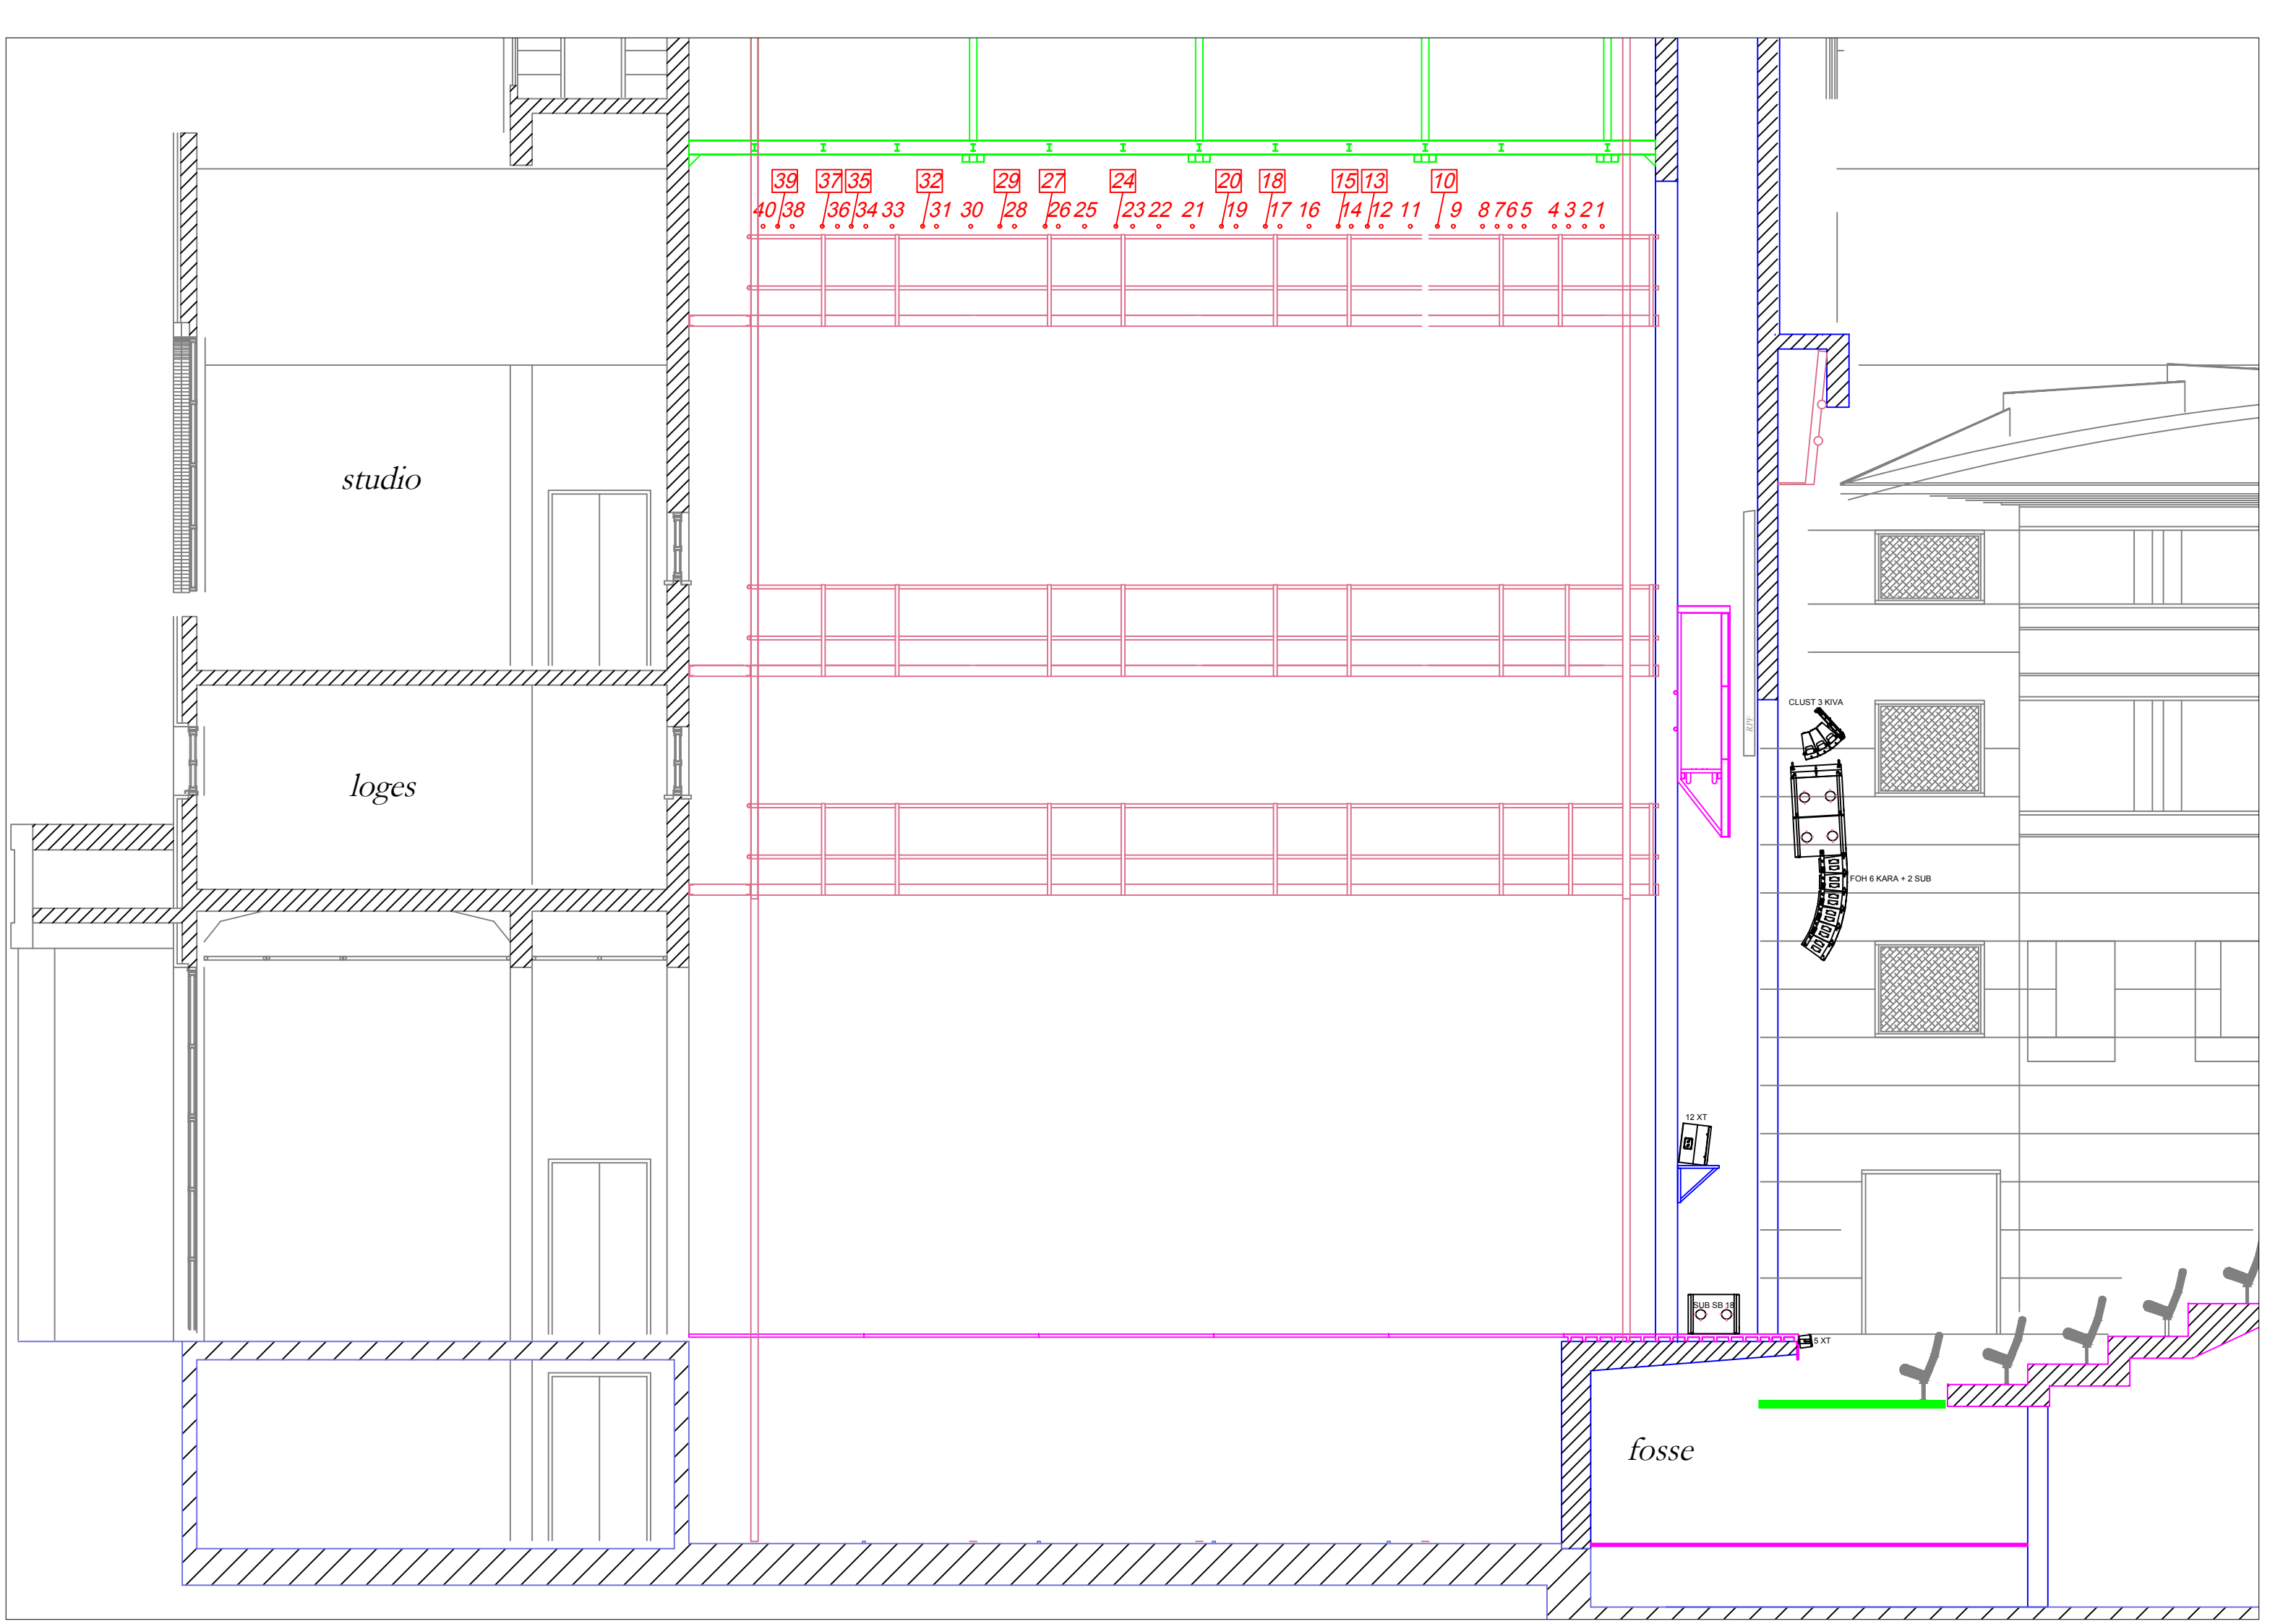 39 37 35 32 29 27 24 20 18 15 13 10
40 38 36 34 33 31 30 28 26 25 23 22 21 19 17 16 14 12 11 9 8 7 6 5 4 3 2 1
studio
RPF
CLUST 3 KIVA
loges
FOH 6 KARA + 2 SUB
12 XT
SUB SB 18
5 XT
fosse